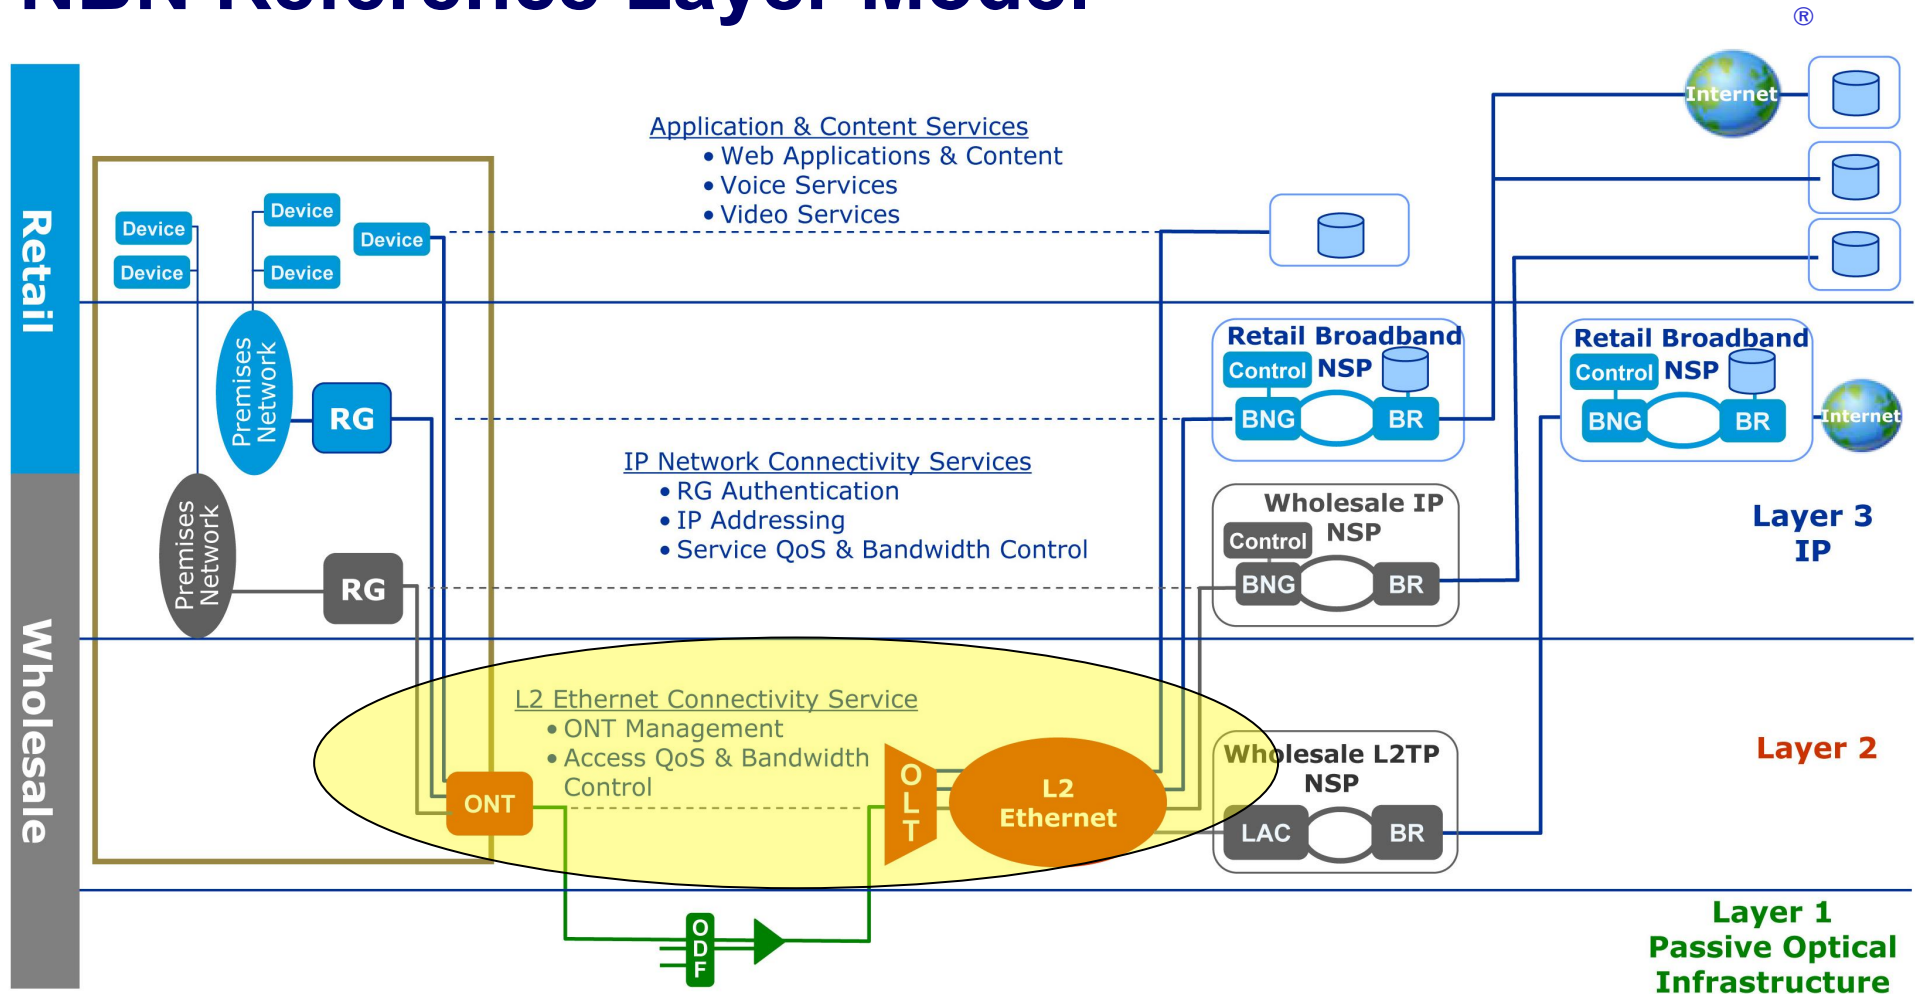 NBN Reference Layer Model
®
Retail
Wholesale
Application & Content Services
• Web Applications & Content
• Voice Services
• Video Services
Internet
Device
Device
Device
Device
Device
Premises
Network
RG
Premises
Network
RG
IP Network Connectivity Services
• RG Authentication
• IP Addressing
• Service QoS & Bandwidth Control
Retail Broadband
NSP
Control
BNG
BR
Retail Broadband
NSP
Control
BNG
BR
Internet
Wholesale IP
NSP
Control
BNG
BR
Layer 3
IP
L2 Ethernet Connectivity Service
• ONT Management
• Access QoS & Bandwidth
Control
ONT
OLT
L2
Ethernet
Wholesale L2TP
NSP
LAC
BR
Layer 2
ODF
Layer 1
Passive Optical
Infrastructure